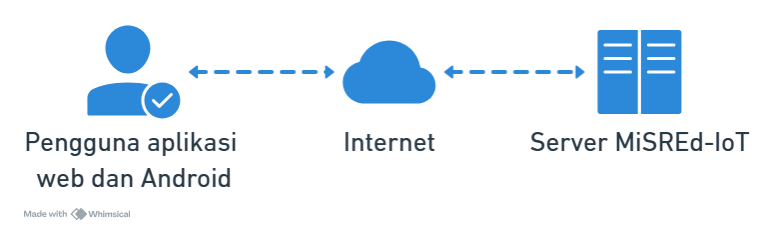 Pengguna aplikasi
web dan Android
Internet
Server MiSREd-IoT
Made with Whimsical